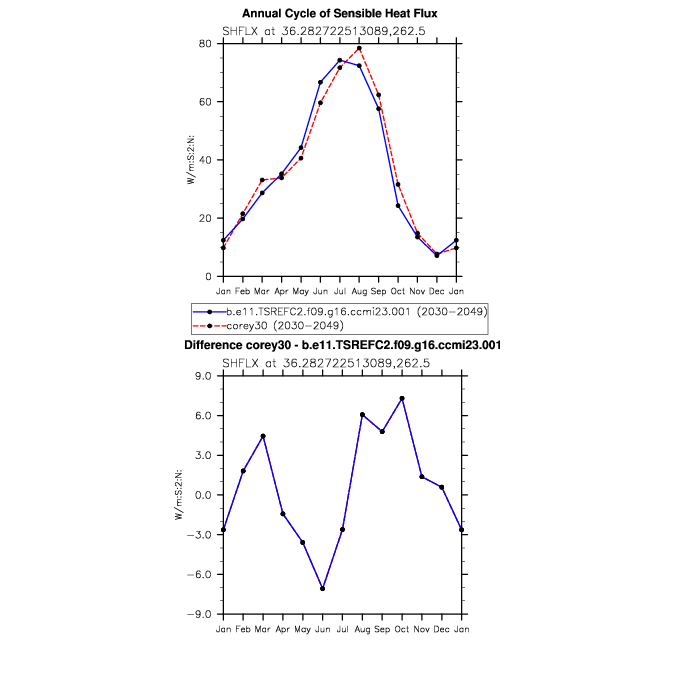 Annual Cycle of Sensible Heat Flux
SHFLX at 36.282722513089,262.5
80
60
40
20
0
W/m:S:2:N:
Jan Feb Mar Apr May Jun Jul Aug Sep Oct Nov Dec Jan
b.e11.TSREFC2.f09.g16.ccmi23.001 (2030-2049)
corey30 (2030-2049)
Difference corey30 - b.e11.TSREFC2.f09.g16.ccmi23.001
SHFLX at 36.282722513089,262.5
9.0
6.0
3.0
0.0
-3.0
-6.0
-9.0
W/m:S:2:N:
Jan Feb Mar Apr May Jun Jul Aug Sep Oct Nov Dec Jan